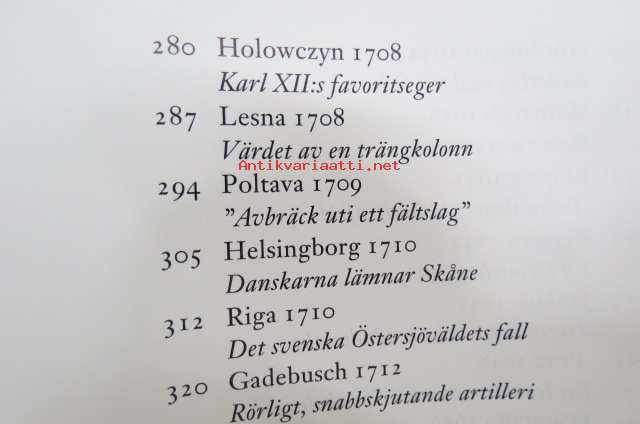 280 Holowczyn 1708
Karl XII:s favoritseger
287 Lesna 1708
Värdet av en trängkolonn
Antikvariaatti.net
294 Poltava 1709
”Avbräck uti ett fältslag”
305 Helsingborg 1710
Danskarna lämnar Skåne
312 Riga 1710
Det svenska Östersjöväldets fall
320 Gadebusch 1712
Rörligt, snabbskjutande artilleri